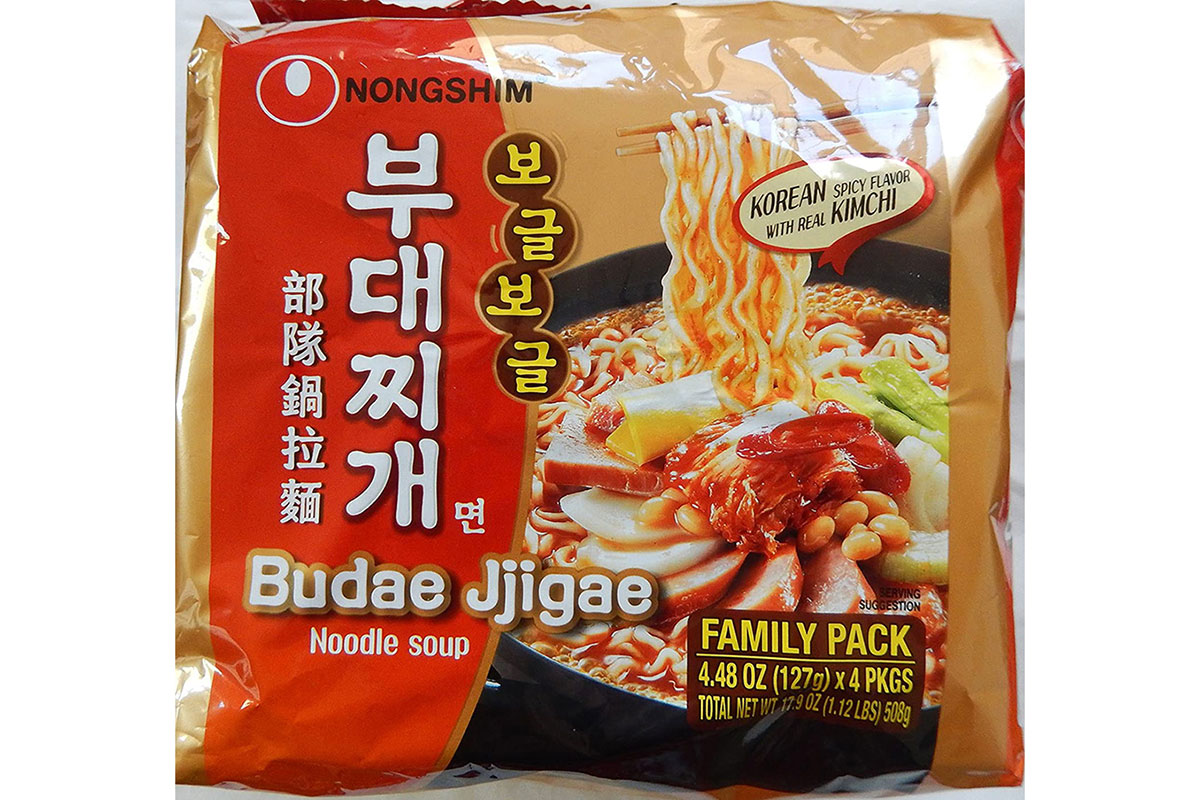 NONGSHIM
보글보글
부대찌개면
部隊鍋拉麵
Budae Jjigae
Noodle soup
KOREAN SPICY FLAVOR
WITH REAL KIMCHI
SERVING
SUGGESTION
FAMILY PACK
4.48 OZ (127g) x 4 PKGS
TOTAL NET WT. 17.9 OZ (1.12 LBS) 508g